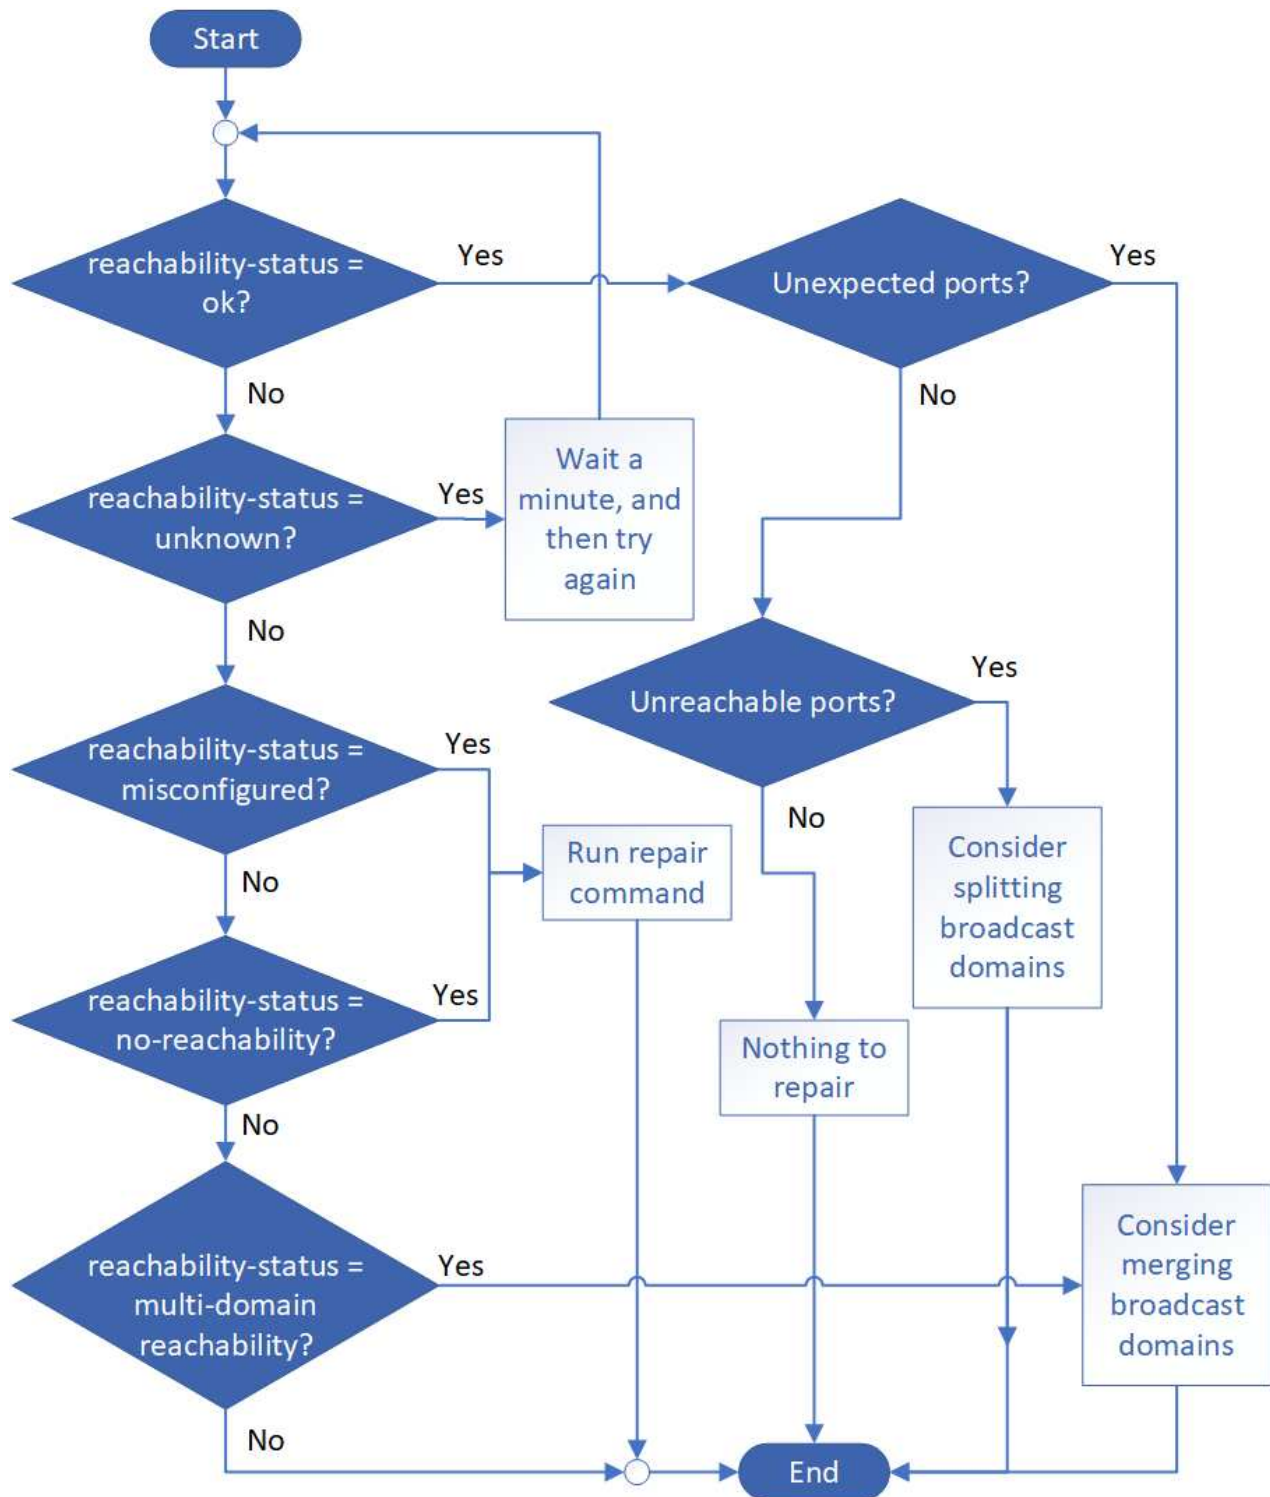 Start
reachability-status =
ok?
Yes
No
Unexpected ports?
Yes
No
reachability-status =
unknown?
Yes
No
Wait a
minute, and
then try
again
Unreachable ports?
Yes
No
reachability-status =
misconfigured?
Yes
No
Run repair
command
Consider
splitting
broadcast
domains
reachability-status =
no-reachability?
Yes
No
Nothing to
repair
reachability-status =
multi-domain
reachability?
Yes
No
Consider
merging
broadcast
domains
End